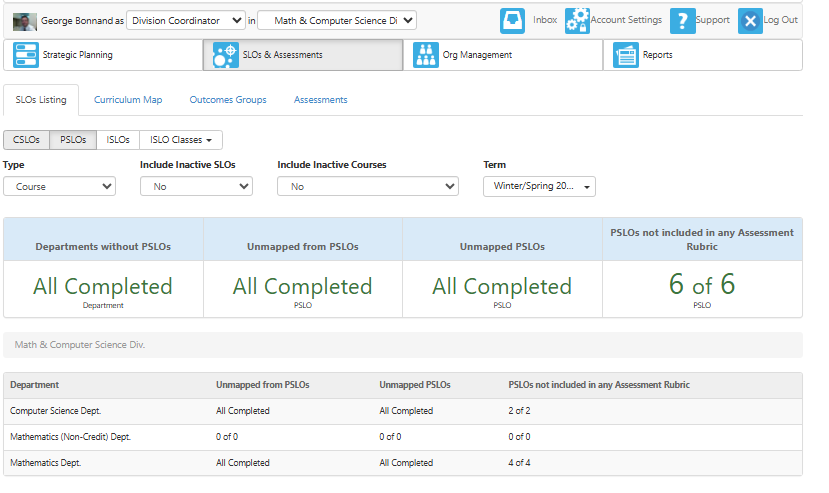 George Bonnand as Division Coordinator in Math & Computer Science Di
Inbox Account Settings Support Log Out
Strategic Planning SLOs & Assessments Org Management Reports
SLOs Listing Curriculum Map Outcomes Groups Assessments
CSLOs PSLOs ISLOs ISLO Classes
Type Include Inactive SLOs Include Inactive Courses Term
Course No No Winter/Spring 20...
Departments without PSLOs Unmapped from PSLOs Unmapped PSLOs PSLOs not included in any Assessment
Rubric
All Completed All Completed All Completed 6 of 6
Department PSLO PSLO PSLO
Math & Computer Science Div.
Department Unmapped from PSLOs Unmapped PSLOs PSLOs not included in any Assessment Rubric
Computer Science Dept. All Completed All Completed 2 of 2
Mathematics (Non-Credit) Dept. 0 of 0 0 of 0 0 of 0
Mathematics Dept. All Completed All Completed 4 of 4